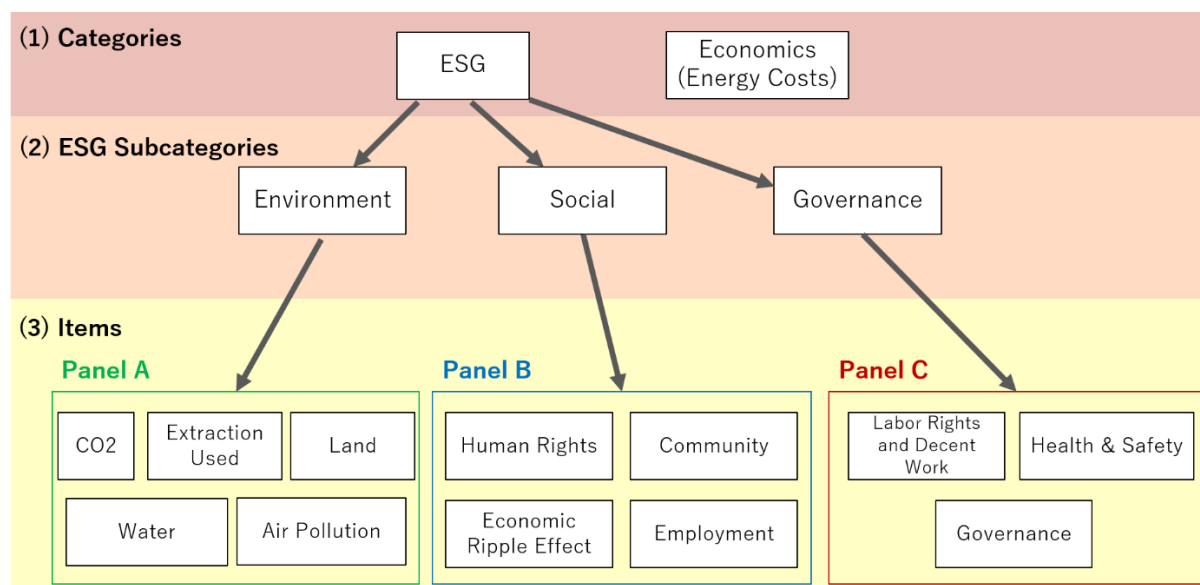 (1) Categories
ESG
Economics
(Energy Costs)
(2) ESG Subcategories
Environment
Social
Governance
(3) Items
Panel A
Panel B
Panel C
CO2
Extraction
Used
Land
Water
Air Pollution
Human Rights
Community
Economic
Ripple Effect
Employment
Labor Rights
and Decent
Work
Health & Safety
Governance